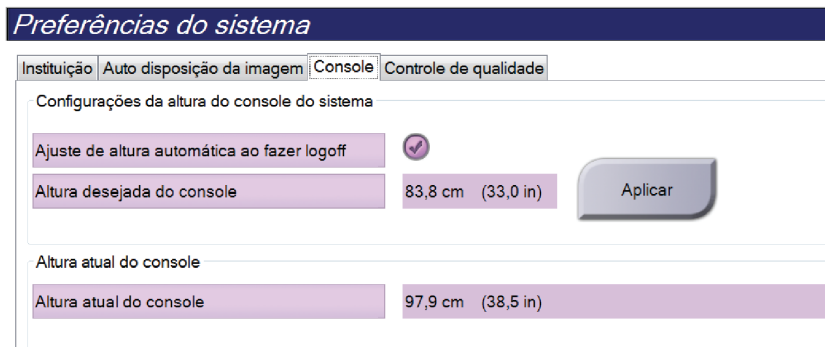 Preferências do sistema
Instituição Auto disposição da imagem Console Controle de qualidade
Configurações da altura do console do sistema
Ajuste de altura automática ao fazer logoff
Altura desejada do console 83,8 cm (33,0 in) Aplicar
Altura atual do console
Altura atual do console 97,9 cm (38,5 in)